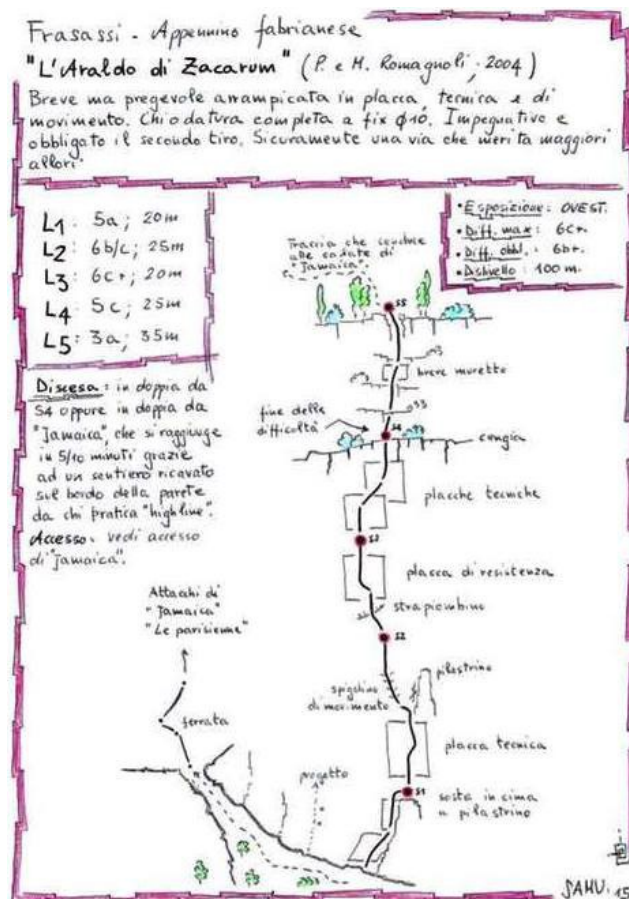 Frasassi - Appennino fabrianese
"L'Araldo di Zacarum" (P. e M. Romagnoli, 2004)
Breve ma pregevole arrampicata in placca, tecnica e di
movimento. Chiodatura completa a fix φ10. Impegnativo e
obbligato il secondo tiro. Sicuramente una via che merita maggiori
allori.
L1: 5a; 20m
L2: 6b/c; 25m
L3: 6c+; 20m
L4: 5c; 25m
L5: 3a; 35m
• Esposizione: OVEST.
• Diff. max: 6c+.
• Diff. obbl.: 6b+.
• Dislivello: 100 m.
Traccia che conduce
alle calate di
"Jamaica".
S5
breve muretto
fine delle
difficoltà
S4
cengia
placche tecniche
S3
placca di resistenza
strapiombino
S2
pilastrino
spigolino
di movimento
placca tecnica
S1
sosta in cima
a pilastrino
Discesa: in doppia da
S4 oppure in doppia da
"Jamaica", che si raggiunge
in 5/10 minuti grazie
ad un sentiero ricavato
sul bordo della parete
da chi pratica "highline".
Accesso: vedi accesso
di "Jamaica".
Attacchi di
"Jamaica"
"Le parisienne"
ferrata
progetto
SAMU. 15